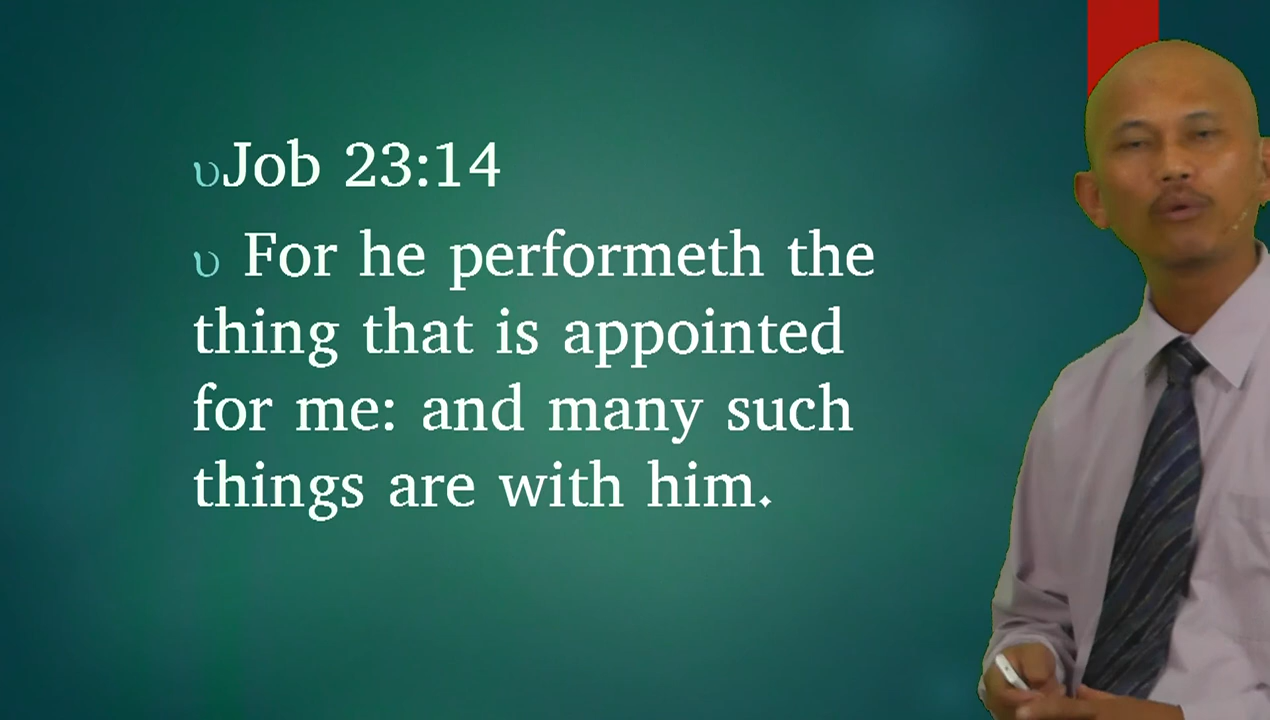 υJob 23:14
υ For he performeth the
thing that is appointed
for me: and many such
things are with him.